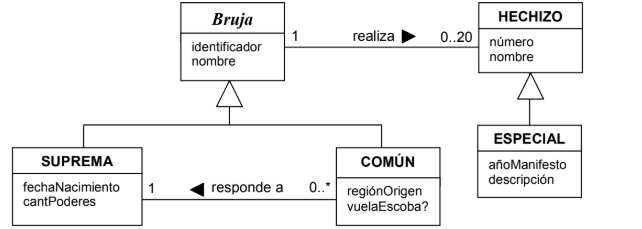 Bruja
identificador
nombre
1 realiza ▶ 0..20
HECHIZO
número
nombre
SUPREMA
fechaNacimiento
cantPoderes
1 ◀ responde a 0..*
COMÚN
regiónOrigen
vuelaEscoba?
ESPECIAL
añoManifesto
descripción